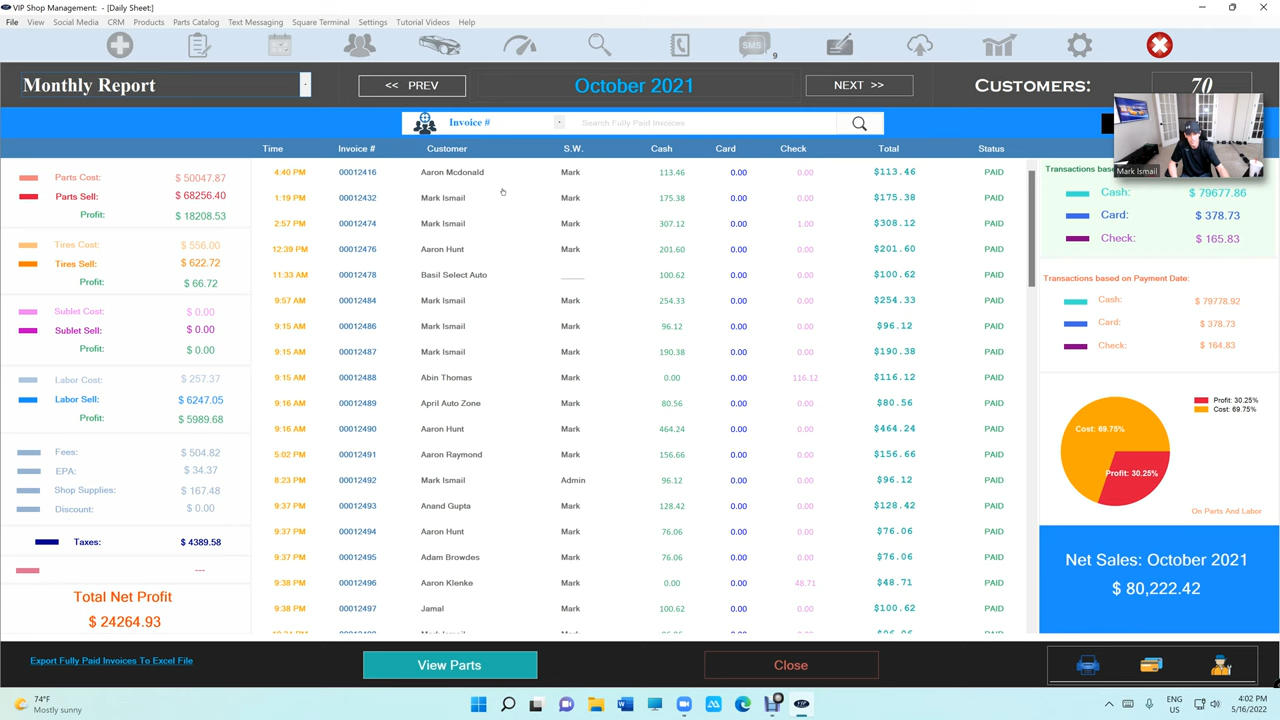 VIP Shop Management: - [Daily Sheet:]
File View Social Media CRM Products Parts Catalog Text Messaging Square Terminal Settings Tutorial Videos Help
SMS 9
Monthly Report << PREV October 2021 NEXT >> CUSTOMERS: 70
Invoice # Search Fully Paid Invoices
Mark Ismail
Time Invoice # Customer S.W. Cash Card Check Total Status
4:40 PM 00012416 Aaron Mcdonald Mark 113.46 0.00 0.00 $113.46 PAID
1:19 PM 00012432 Mark Ismail Mark 175.38 0.00 0.00 $175.38 PAID
2:57 PM 00012474 Mark Ismail Mark 307.12 0.00 1.00 $308.12 PAID
12:39 PM 00012476 Aaron Hunt Mark 201.60 0.00 0.00 $201.60 PAID
11:33 AM 00012478 Basil Select Auto ______ 100.62 0.00 0.00 $100.62 PAID
9:57 AM 00012484 Mark Ismail Mark 254.33 0.00 0.00 $254.33 PAID
9:15 AM 00012486 Mark Ismail Mark 96.12 0.00 0.00 $96.12 PAID
9:15 AM 00012487 Mark Ismail Mark 190.38 0.00 0.00 $190.38 PAID
9:15 AM 00012488 Abin Thomas Mark 0.00 0.00 116.12 $116.12 PAID
9:16 AM 00012489 April Auto Zone Mark 80.56 0.00 0.00 $80.56 PAID
9:16 AM 00012490 Aaron Hunt Mark 464.24 0.00 0.00 $464.24 PAID
5:02 PM 00012491 Aaron Raymond Mark 156.66 0.00 0.00 $156.66 PAID
8:23 PM 00012492 Mark Ismail Admin 96.12 0.00 0.00 $96.12 PAID
9:37 PM 00012493 Anand Gupta Mark 128.42 0.00 0.00 $128.42 PAID
9:37 PM 00012494 Aaron Hunt Mark 76.06 0.00 0.00 $76.06 PAID
9:37 PM 00012495 Adam Browdes Mark 76.06 0.00 0.00 $76.06 PAID
9:38 PM 00012496 Aaron Klenke Mark 0.00 0.00 48.71 $48.71 PAID
9:38 PM 00012497 Jamal Mark 100.62 0.00 0.00 $100.62 PAID
Parts Cost: $ 50047.87
Parts Sell: $ 68256.40
Profit: $ 18208.53
Tires Cost: $ 556.00
Tires Sell: $ 622.72
Profit: $ 66.72
Sublet Cost: $ 0.00
Sublet Sell: $ 0.00
Profit: $ 0.00
Labor Cost: $ 257.37
Labor Sell: $ 6247.05
Profit: $ 5989.68
Fees: $ 504.82
EPA: $ 34.37
Shop Supplies: $ 167.48
Discount: $ 0.00
Taxes: $ 4389.58
---
Total Net Profit
$ 24264.93
Transactions
Cash: $ 79677.86
Card: $ 378.73
Check: $ 165.83
Transactions based on Payment Date:
Cash: $ 79778.92
Card: $ 378.73
Check: $ 164.83
Profit: 30.25%
Cost: 69.75%
Cost: 69.75%
Profit: 30.25%
On Parts And Labor
Net Sales: October 2021
$ 80,222.42
Export Fully Paid Invoices To Excel File View Parts Close
74°F
Mostly sunny
ENG
US
4:02 PM
5/16/2022
VIP